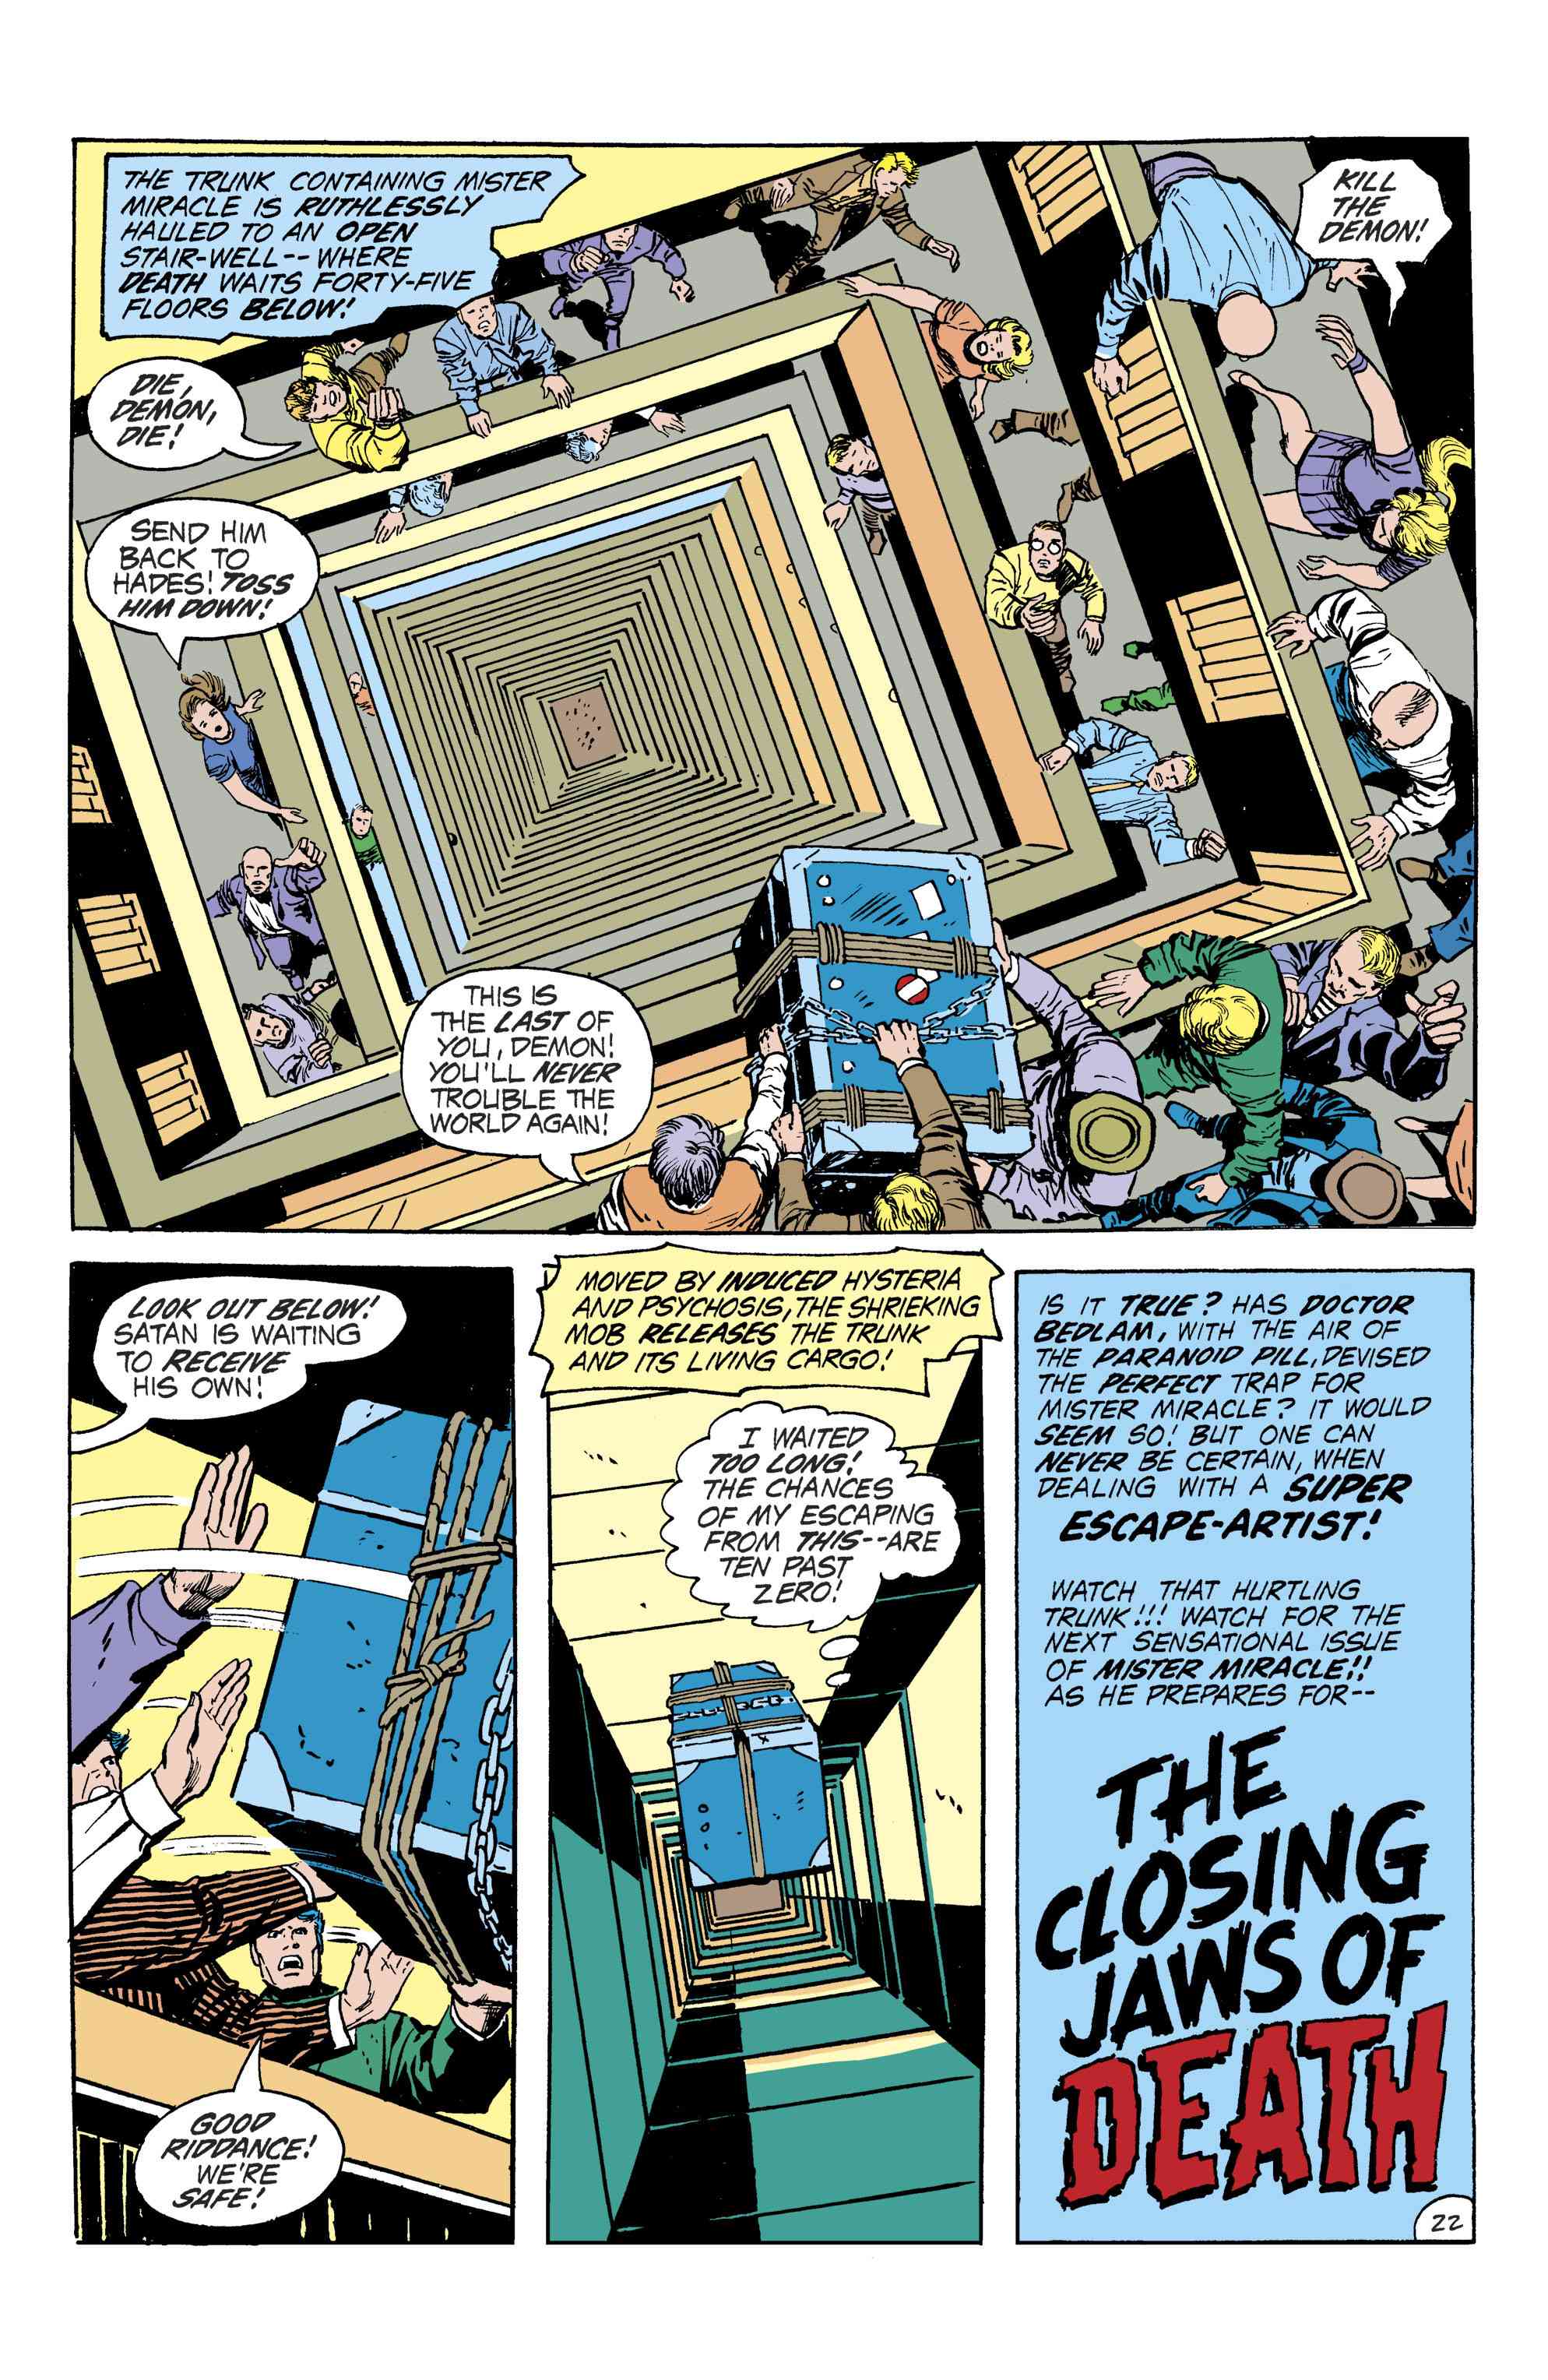 THE TRUNK CONTAINING MISTER
MIRACLE IS RUTHLESSLY
HAULED TO AN OPEN
STAIR-WELL--WHERE
DEATH WAITS FORTY-FIVE
FLOORS BELOW!
KILL
THE
DEMON!
DIE,
DEMON,
DIE!
SEND HIM
BACK TO
HADES! TOSS
HIM DOWN!
THIS IS
THE LAST OF
YOU, DEMON!
YOU'LL NEVER
TROUBLE THE
WORLD AGAIN!
LOOK OUT BELOW!
SATAN IS WAITING
TO RECEIVE
HIS OWN!
GOOD
RIDDANCE!
WE'RE
SAFE!
MOVED BY INDUCED HYSTERIA
AND PSYCHOSIS, THE SHRIEKING
MOB RELEASES THE TRUNK
AND ITS LIVING CARGO!
I WAITED
TOO LONG!
THE CHANCES
OF MY ESCAPING
FROM THIS--ARE
TEN PAST
ZERO!
IS IT TRUE? HAS DOCTOR
BEDLAM, WITH THE AIR OF
THE PARANOID PILL, DEVISED
THE PERFECT TRAP FOR
MISTER MIRACLE? IT WOULD
SEEM SO! BUT ONE CAN
NEVER BE CERTAIN, WHEN
DEALING WITH A SUPER
ESCAPE-ARTIST!
WATCH THAT HURTLING
TRUNK!!! WATCH FOR THE
NEXT SENSATIONAL ISSUE
OF MISTER MIRACLE!!
AS HE PREPARES FOR--
THE
CLOSING
JAWS OF
DEATH
22